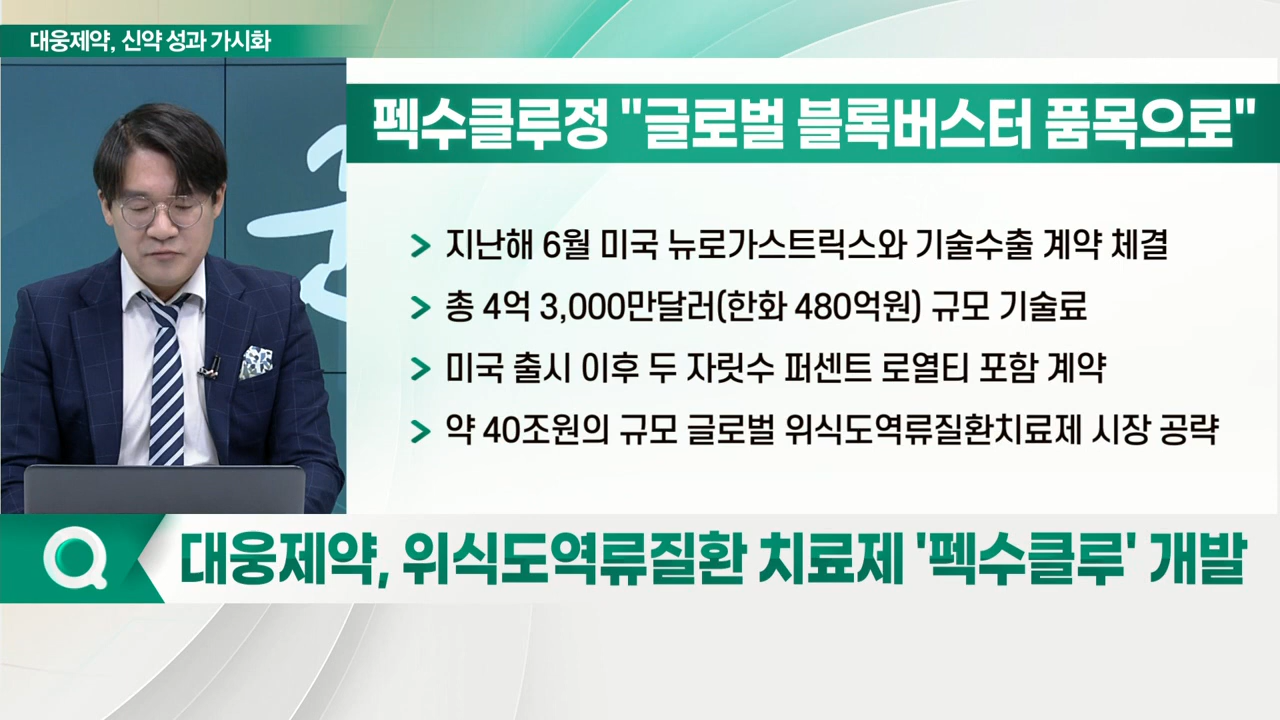 대웅제약, 신약 성과 가시화
펙수클루정 "글로벌 블록버스터 품목으로"
> 지난해 6월 미국 뉴로가스트릭스와 기술수출 계약 체결
> 총 4억 3,000만달러(한화 480억원) 규모 기술료
> 미국 출시 이후 두 자릿수 퍼센트 로열티 포함 계약
> 약 40조원의 규모 글로벌 위식도역류질환치료제 시장 공략
대웅제약, 위식도역류질환 치료제 '펙수클루' 개발